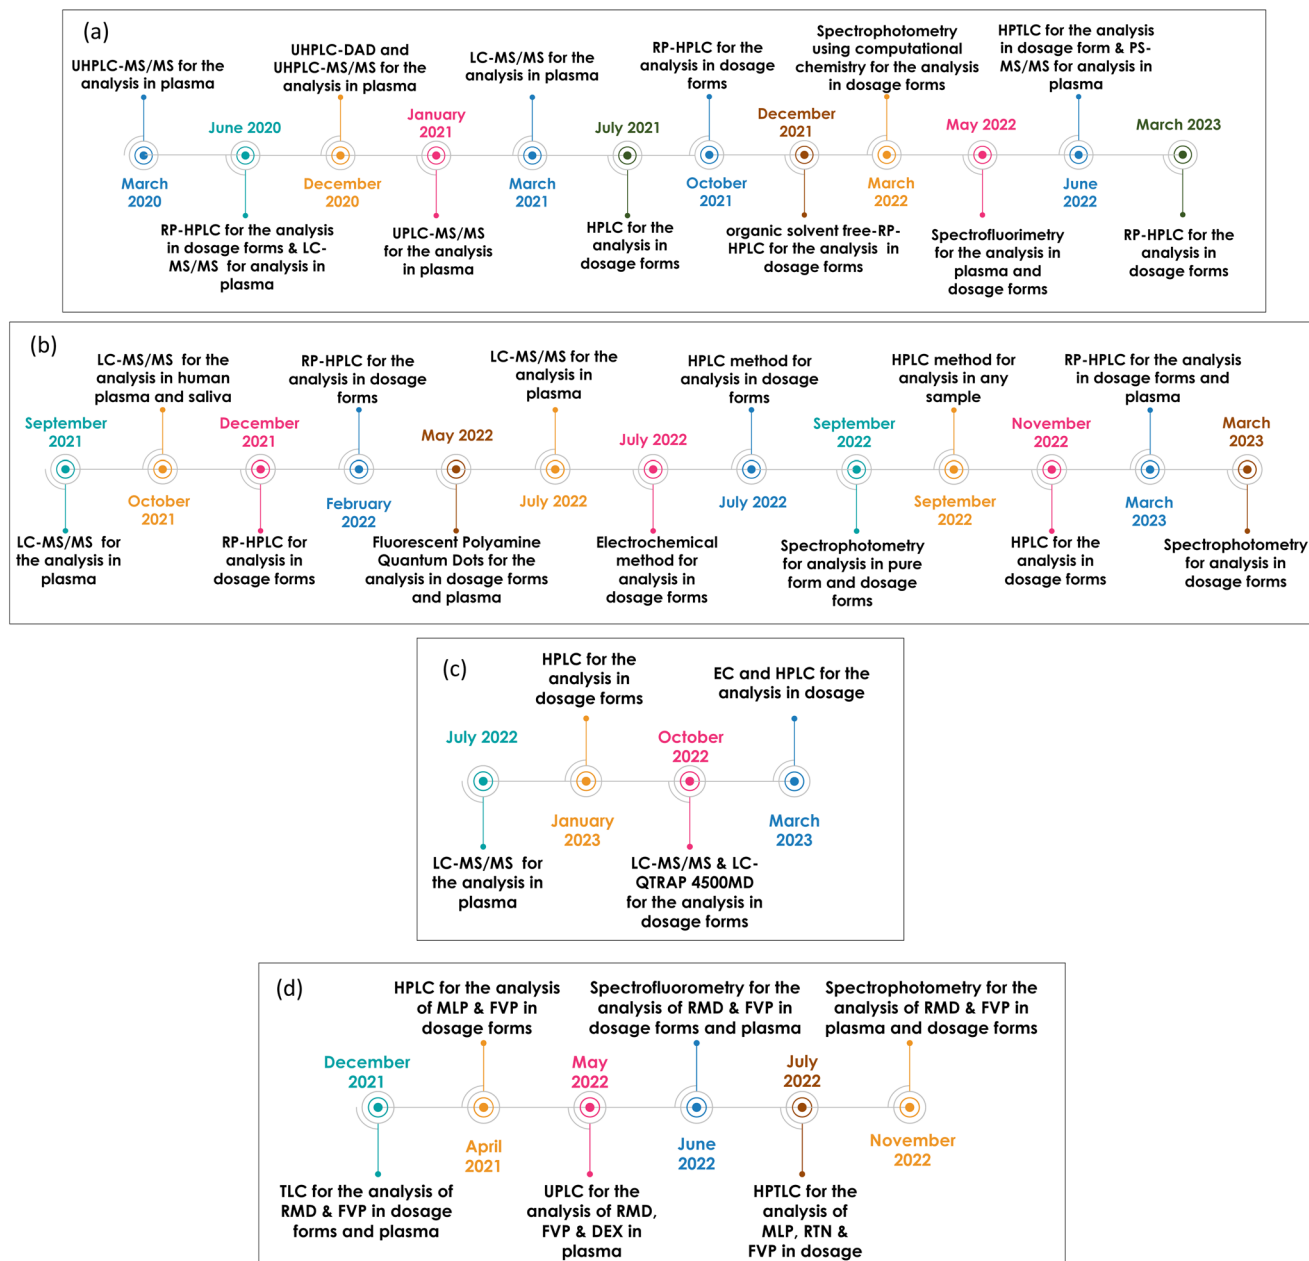 (a)
UHPLC-MS/MS for the
analysis in plasma
March
2020
June 2020
RP-HPLC for the analysis
in dosage forms & LC-
MS/MS for analysis in
plasma
UHPLC-DAD and
UHPLC-MS/MS for the
analysis in plasma
December
2020
January
2021
UPLC-MS/MS
for the analysis
in plasma
LC-MS/MS for the
analysis in plasma
March
2021
July 2021
HPLC for the
analysis in
dosage forms
RP-HPLC for the
analysis in dosage
forms
October
2021
December
2021
organic solvent free-RP-
HPLC for the analysis in
dosage forms
Spectrophotometry
using computational
chemistry for the analysis
in dosage forms
March
2022
May 2022
Spectrofluorimetry
for the analysis in
plasma and
dosage forms
HPTLC for the analysis
in dosage form & PS-
MS/MS for analysis in
plasma
June
2022
March 2023
RP-HPLC for the
analysis in
dosage forms
(b)
September
2021
LC-MS/MS for
the analysis in
plasma
LC-MS/MS for the
analysis in human
plasma and saliva
October
2021
December
2021
RP-HPLC for
analysis in
dosage forms
RP-HPLC for the
analysis in dosage
forms
February
2022
May 2022
Fluorescent Polyamine
Quantum Dots for the
analysis in dosage forms
and plasma
LC-MS/MS for the
analysis in
plasma
July 2022
July 2022
Electrochemical
method for
analysis in
dosage forms
HPLC method for
analysis in dosage
forms
July 2022
September
2022
Spectrophotometry
for analysis in pure
form and dosage
forms
HPLC method for
analysis in any
sample
September
2022
November
2022
HPLC for the
analysis in
dosage forms
RP-HPLC for the analysis
in dosage forms and
plasma
March
2023
March
2023
Spectrophotometry
for analysis in
dosage forms
(c)
July 2022
LC-MS/MS for
the analysis in
plasma
HPLC for the
analysis in
dosage forms
January
2023
October
2022
LC-MS/MS & LC-
QTRAP 4500MD
for the analysis in
dosage forms
EC and HPLC for the
analysis in dosage
March
2023
(d)
December
2021
TLC for the analysis of
RMD & FVP in dosage
forms and plasma
HPLC for the analysis
of MLP & FVP in
dosage forms
April
2021
May
2022
UPLC for the
analysis of RMD,
FVP & DEX in
plasma
Spectrofluorometry for the
analysis of RMD & FVP in
dosage forms and plasma
June
2022
July
2022
HPTLC for the
analysis of
MLP, RTN &
FVP in dosage
Spectrophotometry for the
analysis of RMD & FVP in
plasma and dosage forms
November
2022